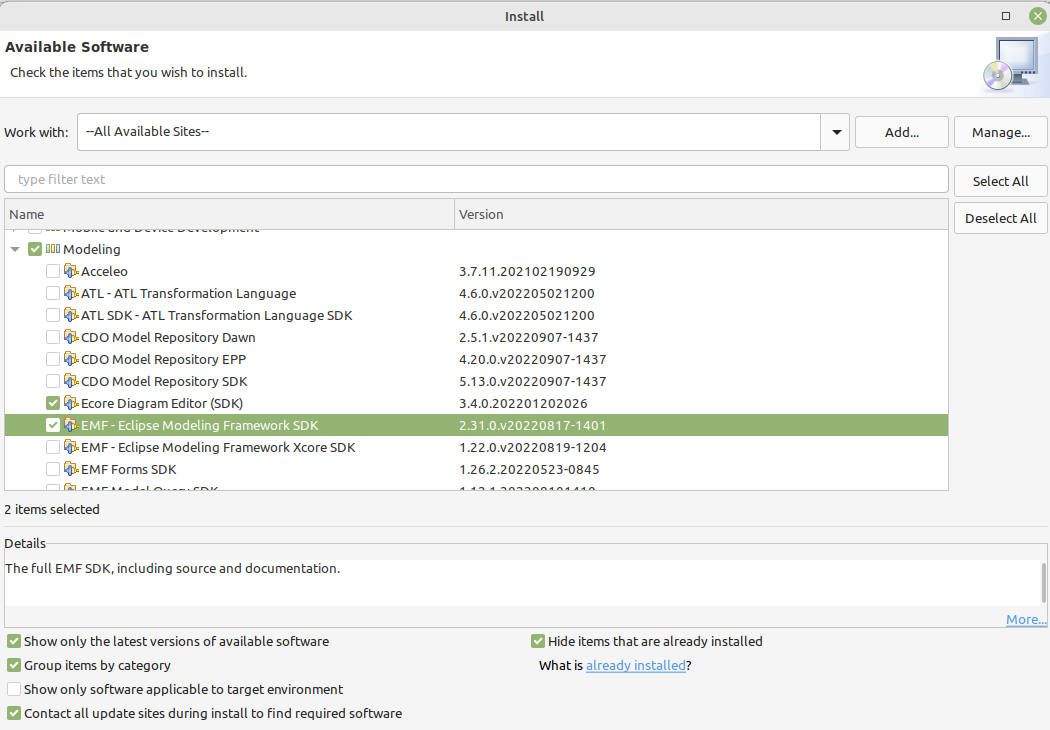 Install
Available Software
Check the items that you wish to install.
Work with: --All Available Sites-- Add... Manage...
type filter text Select All
Name Version Deselect All
Mobile and Device Development
Modeling
Acceleo 3.7.11.202102190929
ATL - ATL Transformation Language 4.6.0.v202205021200
ATL SDK - ATL Transformation Language SDK 4.6.0.v202205021200
CDO Model Repository Dawn 2.5.1.v20220907-1437
CDO Model Repository EPP 4.20.0.v20220907-1437
CDO Model Repository SDK 5.13.0.v20220907-1437
Ecore Diagram Editor (SDK) 3.4.0.202201202026
EMF - Eclipse Modeling Framework SDK 2.31.0.v20220817-1401
EMF - Eclipse Modeling Framework Xcore SDK 1.22.0.v20220819-1204
EMF Forms SDK 1.26.2.20220523-0845
EMF Model Query SDK
2 items selected
Details
The full EMF SDK, including source and documentation.
More...
Show only the latest versions of available software Hide items that are already installed
Group items by category What is already installed?
Show only software applicable to target environment
Contact all update sites during install to find required software